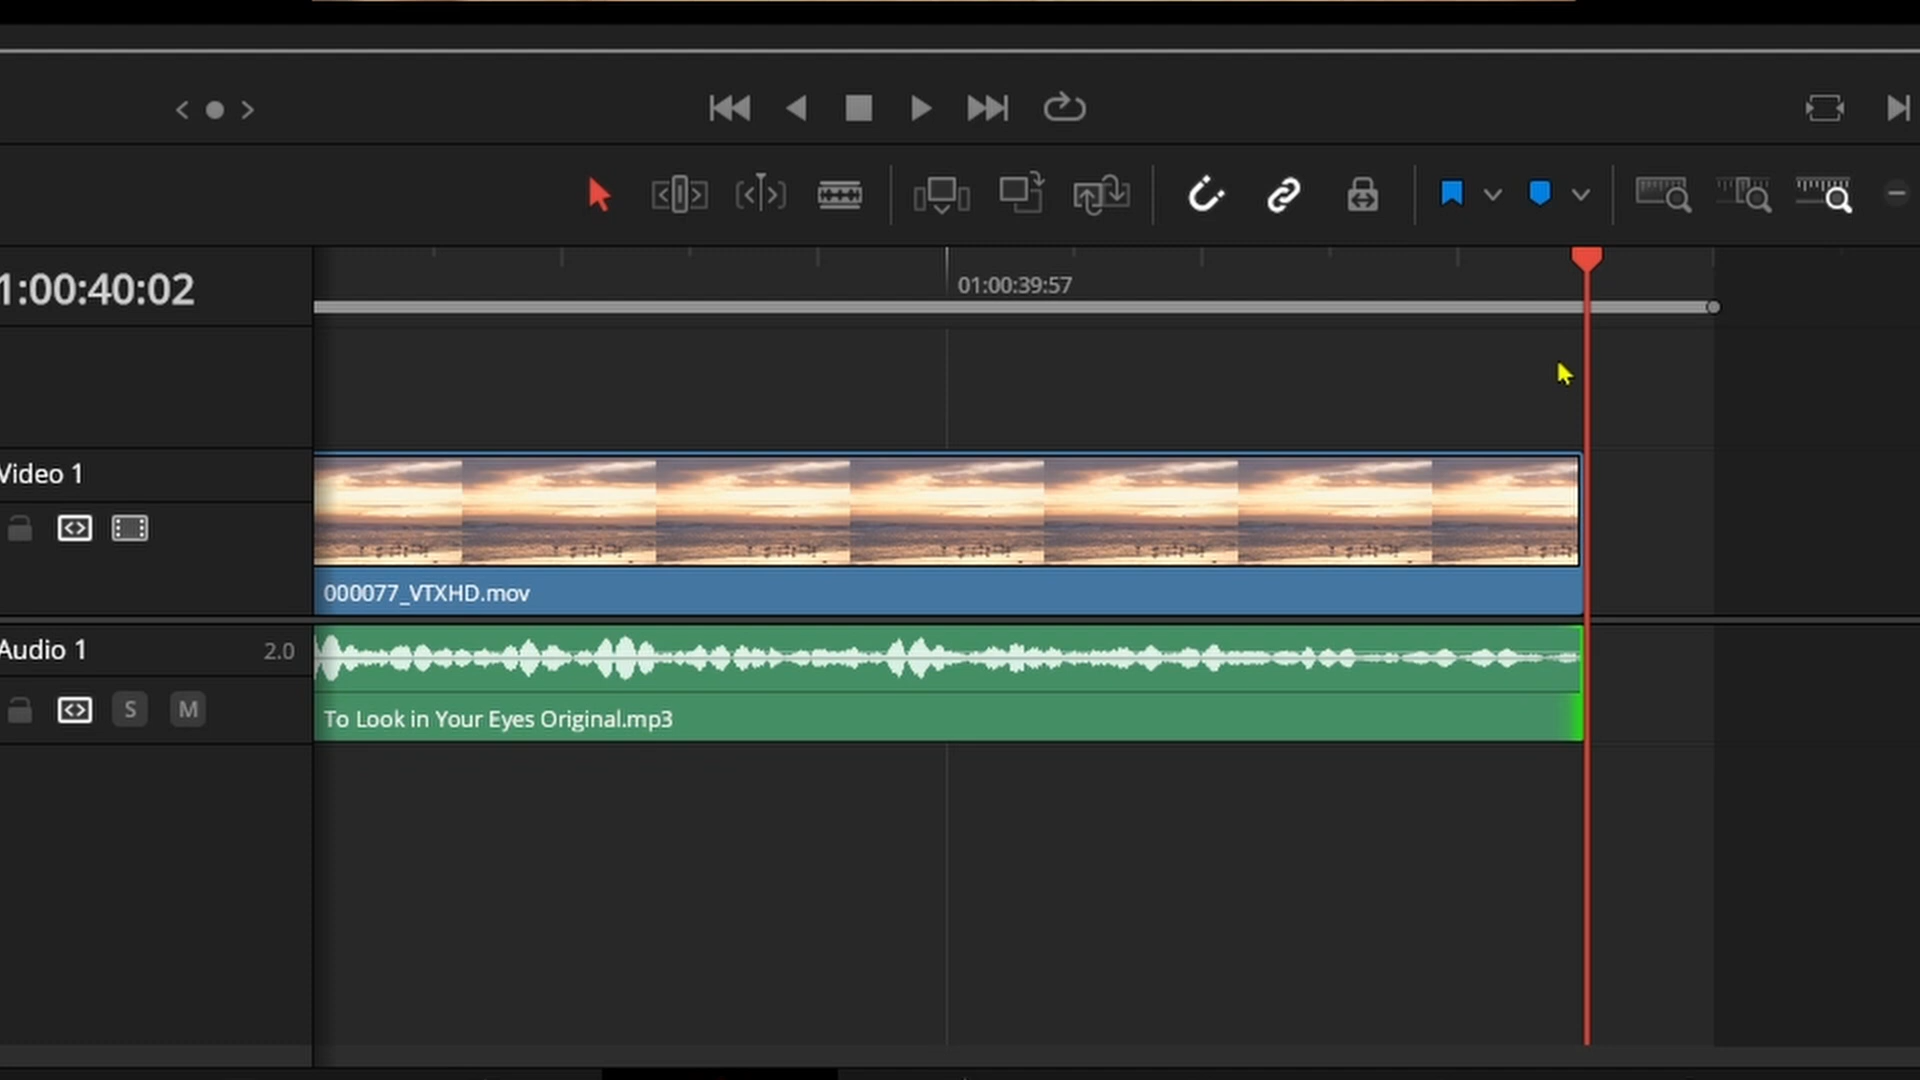 1:00:40:02
01:00:39:57
Video 1
000077_VTXHD.mov
Audio 1
2.0
S
M
To Look in Your Eyes Original.mp3